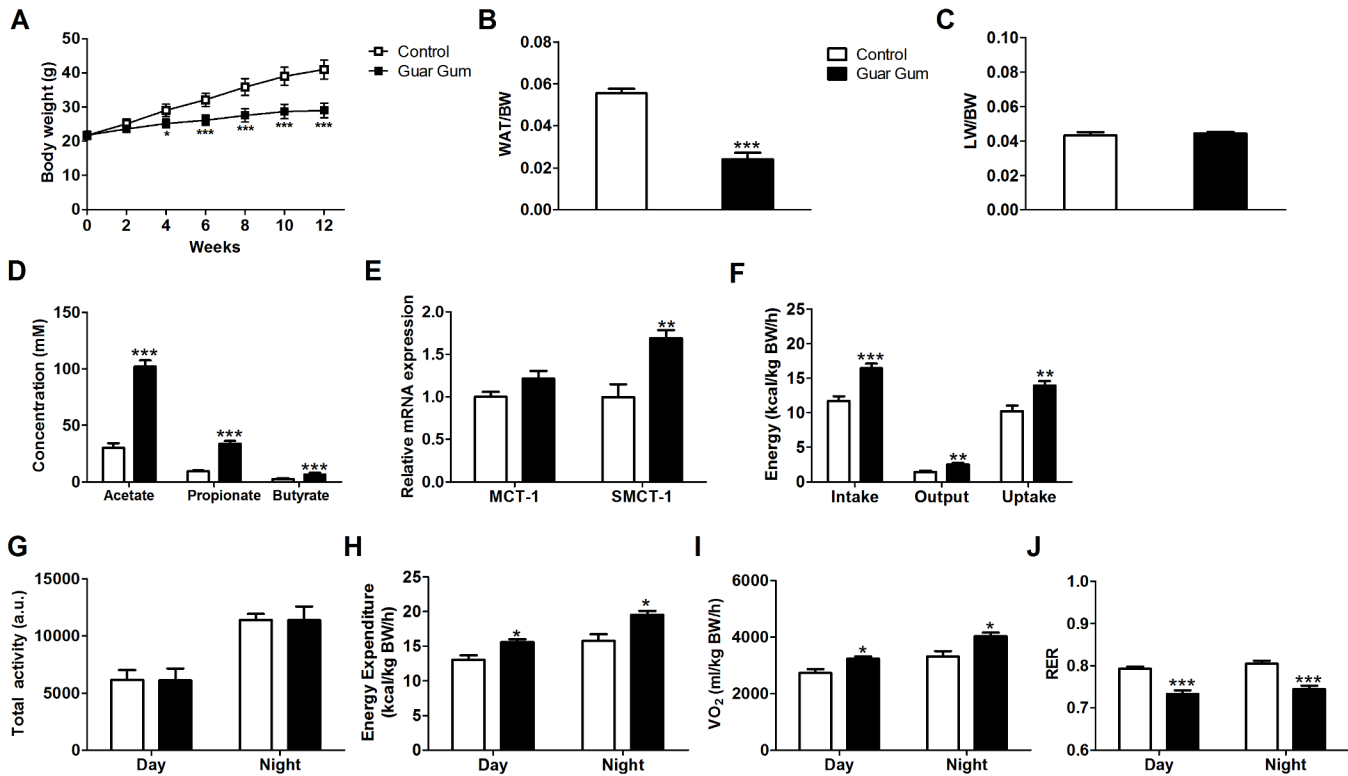 A
Body weight (g)
50
40
30
20
10
0
* *** *** *** ***
0 2 4 6 8 10 12
Weeks
Control
Guar Gum
B
WAT/BW
0.08
0.06
0.04
0.02
0.00
***
Control
Guar Gum
C
LW/BW
0.10
0.08
0.06
0.04
0.02
0.00
D
Concentration (mM)
150
100
50
0
*** *** ***
Acetate Propionate Butyrate
E
Relative mRNA expression
2.0
1.5
1.0
0.5
0.0
**
MCT-1 SMCT-1
F
Energy (kcal/kg BW/h)
25
20
15
10
5
0
*** ** **
Intake Output Uptake
G
Total activity (a.u.)
15000
10000
5000
0
Day Night
H
Energy Expenditure
(kcal/kg BW/h)
25
20
15
10
5
0
* *
Day Night
I
VO2 (ml/kg BW/h)
6000
4000
2000
0
* *
Day Night
J
RER
1.0
0.9
0.8
0.7
0.6
*** ***
Day Night